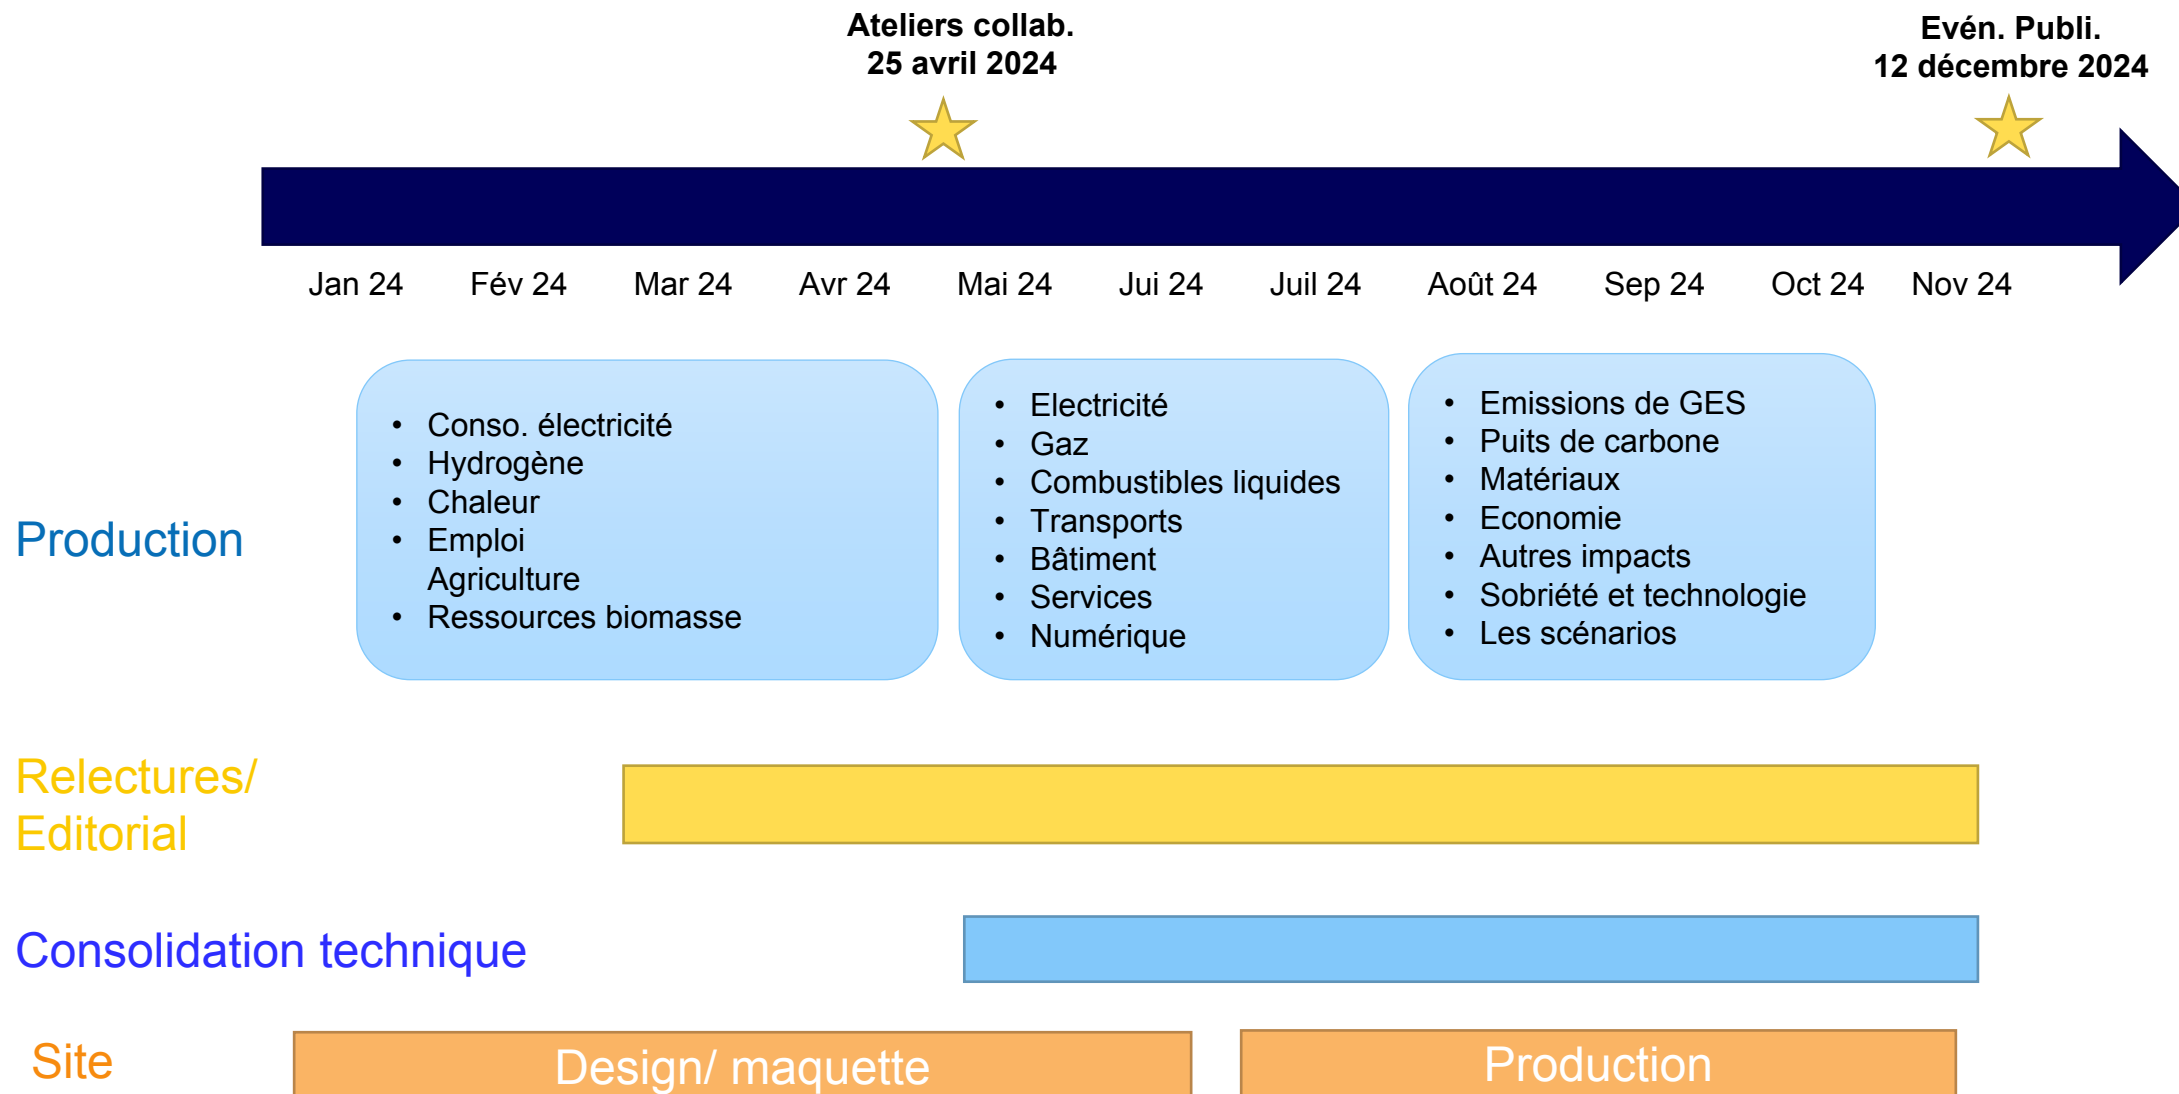 Ateliers collab.
25 avril 2024
Evén. Publi.
12 décembre 2024
Jan 24
Fév 24
Mar 24
Avr 24
Mai 24
Jui 24
Juil 24
Août 24
Sep 24
Oct 24
Nov 24
Production
• Conso. électricité
• Hydrogène
• Chaleur
• Emploi
Agriculture
• Ressources biomasse
• Electricité
• Gaz
• Combustibles liquides
• Transports
• Bâtiment
• Services
• Numérique
• Emissions de GES
• Puits de carbone
• Matériaux
• Economie
• Autres impacts
• Sobriété et technologie
• Les scénarios
Relectures/
Editorial
Consolidation technique
Site
Design/ maquette
Production